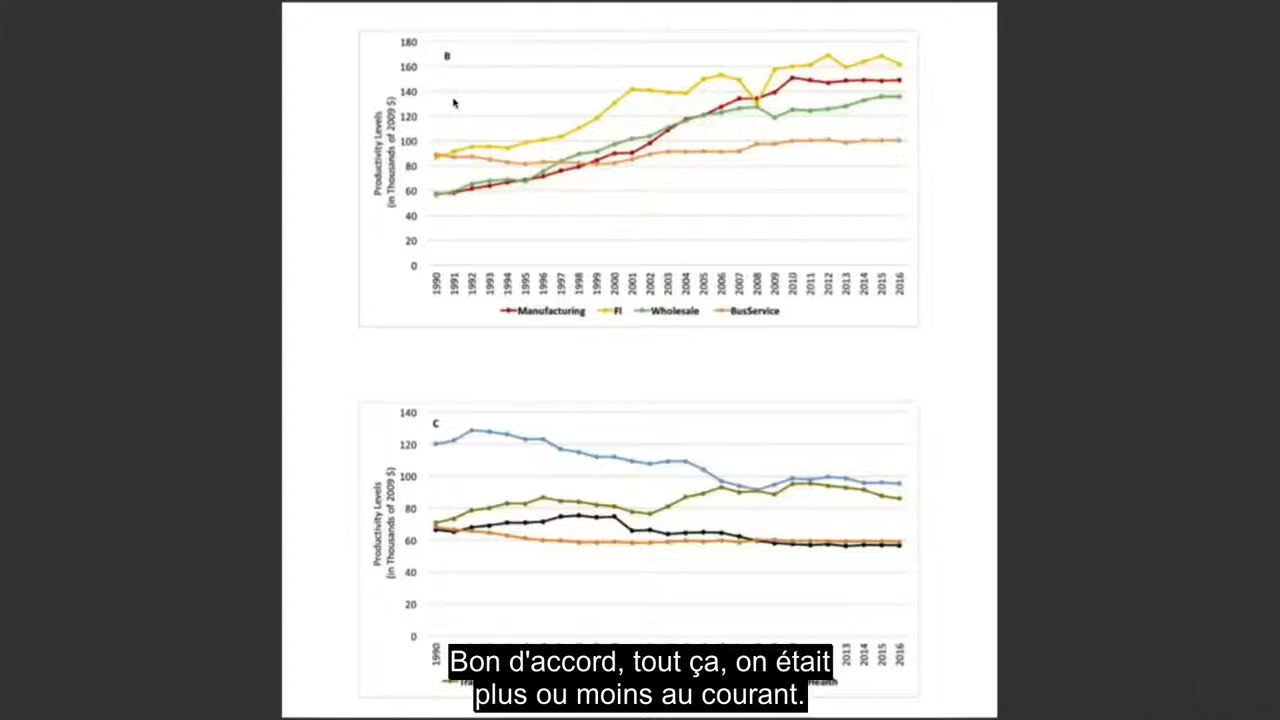 180
B
160
140
120
100
80
60
40
20
0
Productivity Levels
(in Thousands of 2009 $)
1990 1991 1992 1993 1994 1995 1996 1997 1998 1999 2000 2001 2002 2003 2004 2005 2006 2007 2008 2009 2010 2011 2012 2013 2014 2015 2016
Manufacturing FI Wholesale BusService
140
C
120
100
80
60
40
20
0
Productivity Levels
(in Thousands of 2009 $)
1990 2013 2014 2015 2016
Bon d'accord, tout ça, on était
plus ou moins au courant.